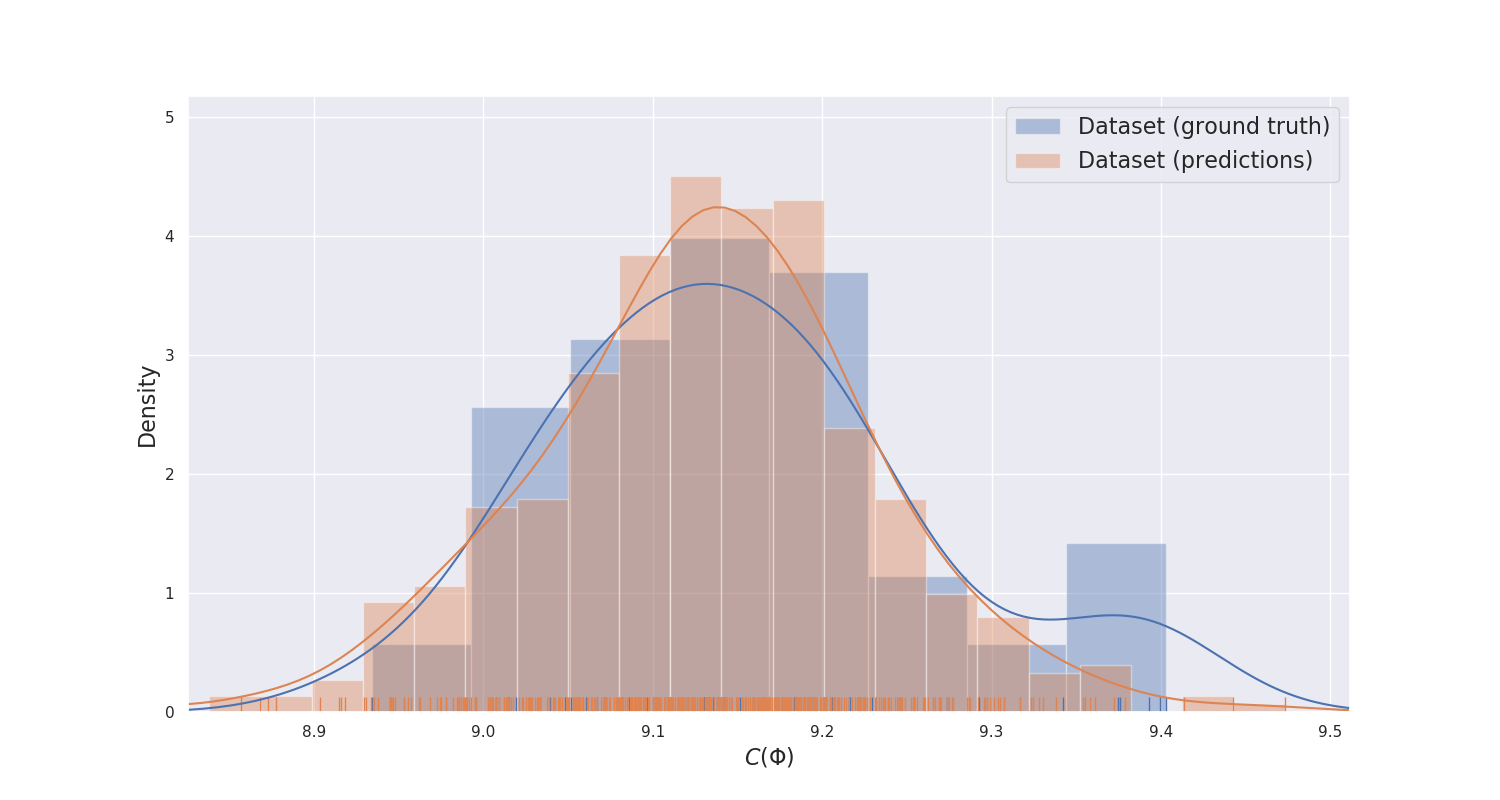 Dataset (ground truth)
Dataset (predictions)
Density
5
4
3
2
1
0
8.9 9.0 9.1 9.2 9.3 9.4 9.5
C(Φ)